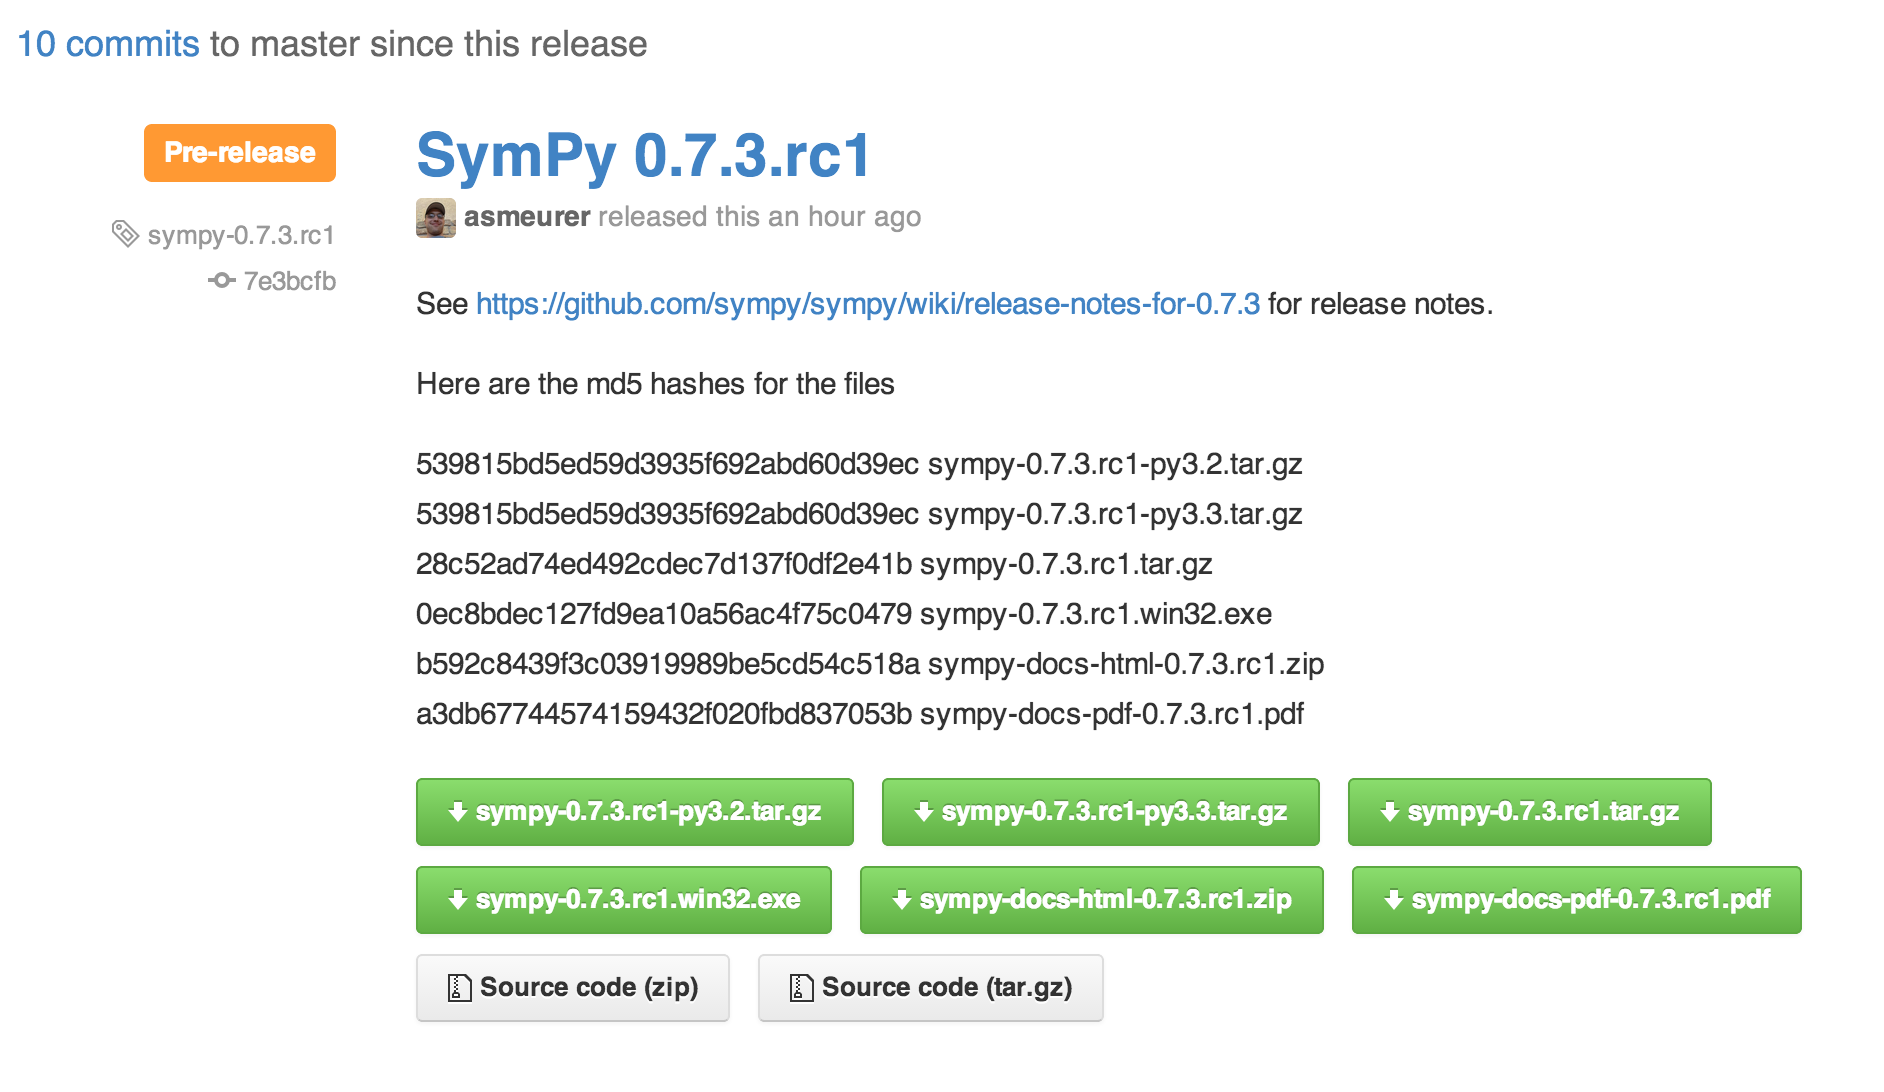 10 commits to master since this release
Pre-release
SymPy 0.7.3.rc1
asmeurer released this an hour ago
sympy-0.7.3.rc1
7e3bcfb
See https://github.com/sympy/sympy/wiki/release-notes-for-0.7.3 for release notes.
Here are the md5 hashes for the files
539815bd5ed59d3935f692abd60d39ec sympy-0.7.3.rc1-py3.2.tar.gz
539815bd5ed59d3935f692abd60d39ec sympy-0.7.3.rc1-py3.3.tar.gz
28c52ad74ed492cdec7d137f0df2e41b sympy-0.7.3.rc1.tar.gz
0ec8bdec127fd9ea10a56ac4f75c0479 sympy-0.7.3.rc1.win32.exe
b592c8439f3c03919989be5cd54c518a sympy-docs-html-0.7.3.rc1.zip
a3db67744574159432f020fbd837053b sympy-docs-pdf-0.7.3.rc1.pdf
sympy-0.7.3.rc1-py3.2.tar.gz sympy-0.7.3.rc1-py3.3.tar.gz sympy-0.7.3.rc1.tar.gz
sympy-0.7.3.rc1.win32.exe sympy-docs-html-0.7.3.rc1.zip sympy-docs-pdf-0.7.3.rc1.pdf
Source code (zip) Source code (tar.gz)